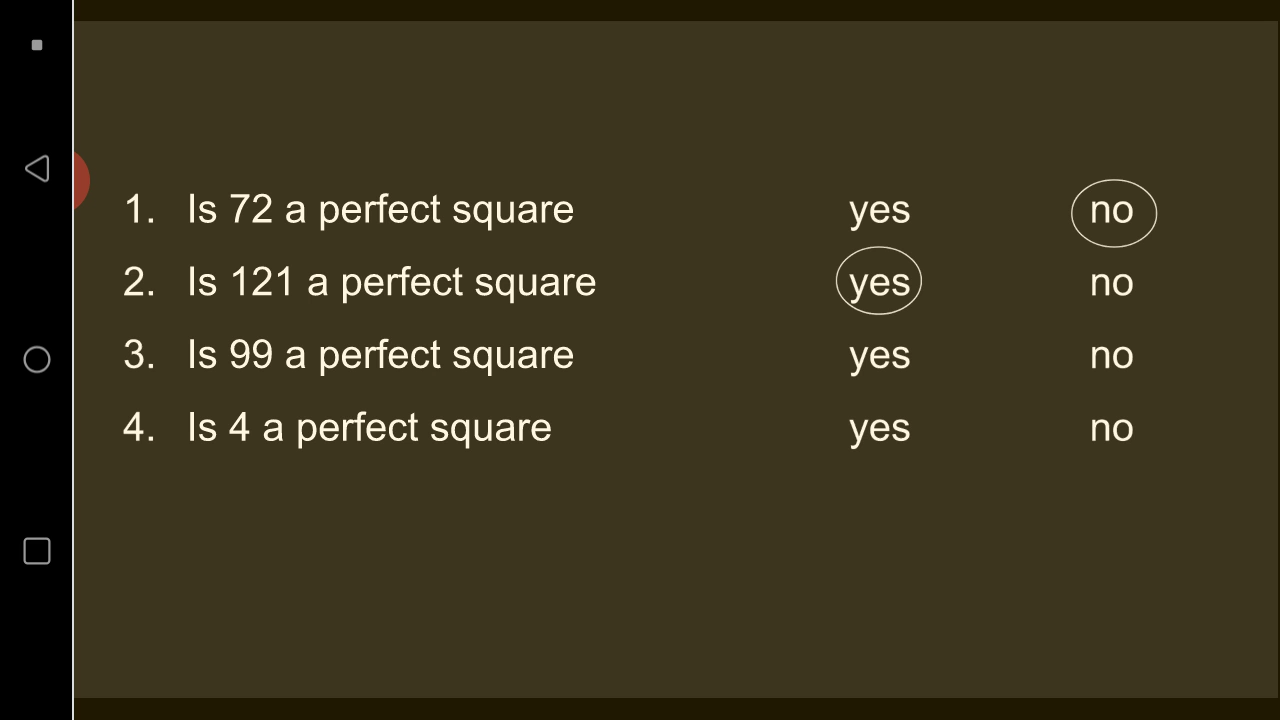 1. Is 72 a perfect square yes no
2. Is 121 a perfect square yes no
3. Is 99 a perfect square yes no
4. Is 4 a perfect square yes no